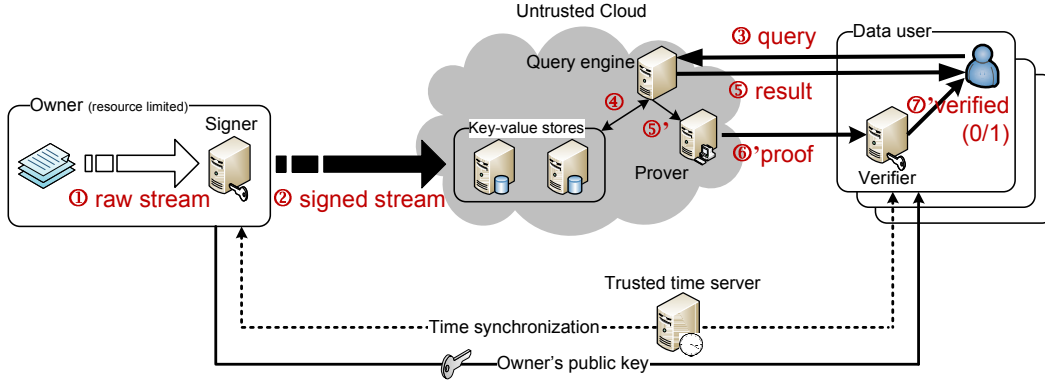 Untrusted Cloud
Data user
③ query
Query engine
Owner (resource limited)
⑤ result
Signer
④
⑦'verified
(0/1)
Key-value stores
⑤'
⑥'proof
Prover
Verifier
① raw stream
② signed stream
Trusted time server
Time synchronization
Owner's public key